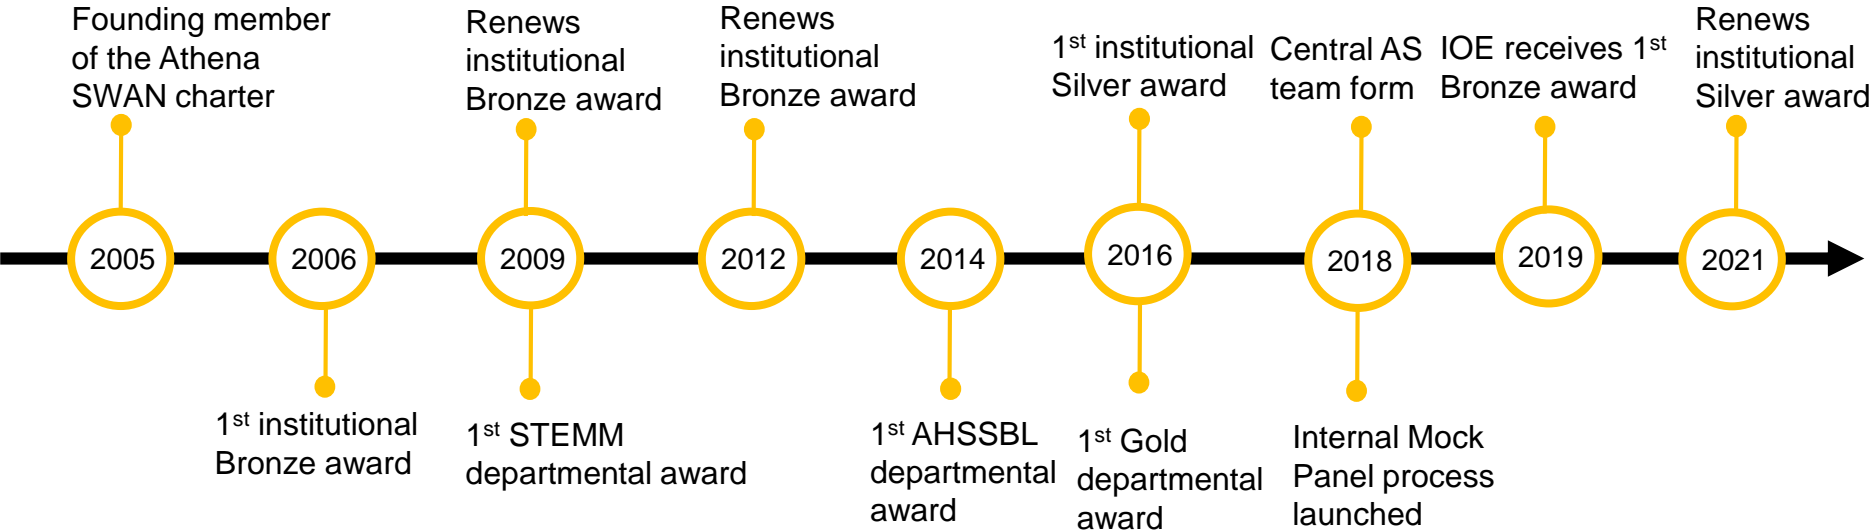 Founding member
of the Athena
SWAN charter
Renews
institutional
Bronze award
Renews
institutional
Bronze award
1st institutional
Silver award
Central AS
team form
IOE receives 1st
Bronze award
Renews
institutional
Silver award
2005
2006
2009
2012
2014
2016
2018
2019
2021
1st institutional
Bronze award
1st STEMM
departmental award
1st AHSSBL
departmental
award
1st Gold
departmental
award
Internal Mock
Panel process
launched